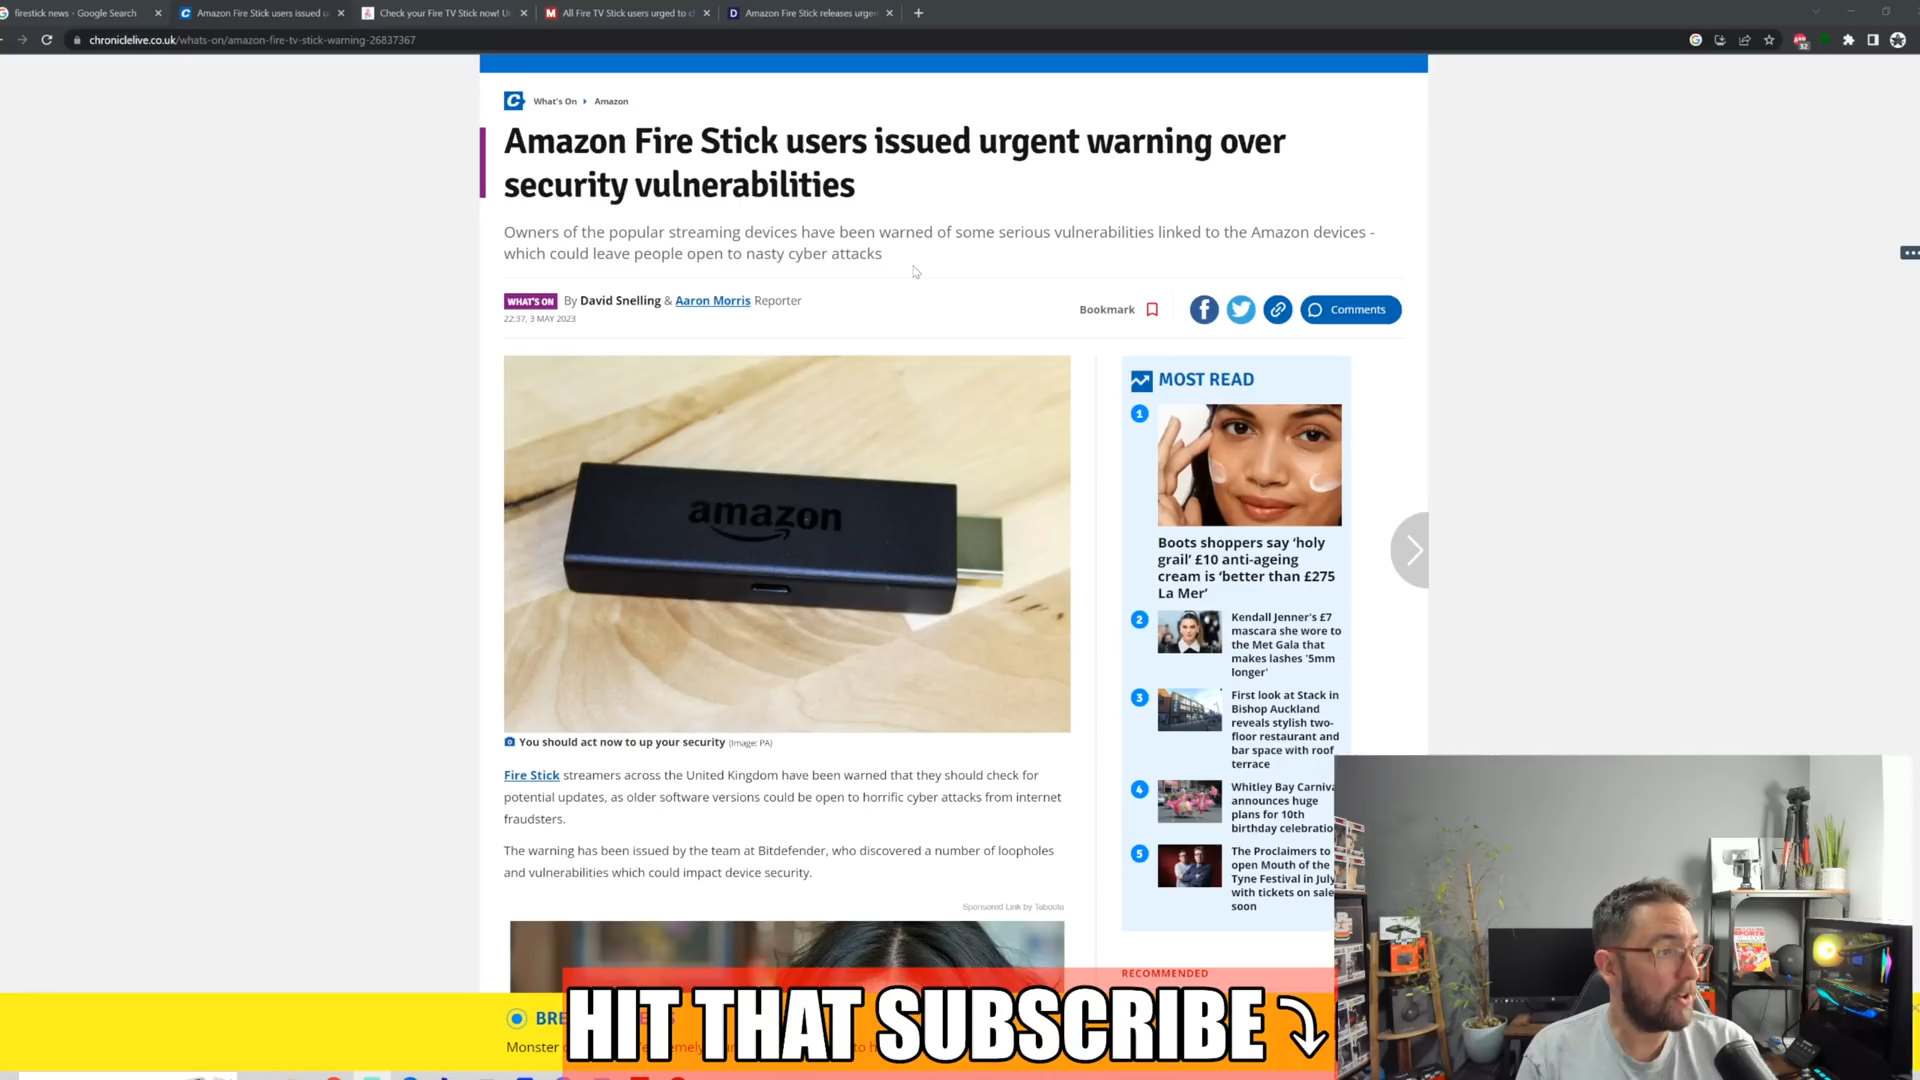 firestick news - Google Search
Amazon Fire Stick users issued u
Check your Fire TV Stick now! U
All Fire TV Stick users urged to c
Amazon Fire Stick releases urge
chroniclelive.co.uk/whats-on/amazon-fire-tv-stick-warning-26837367
32
What's On
Amazon
Amazon Fire Stick users issued urgent warning over
security vulnerabilities
Owners of the popular streaming devices have been warned of some serious vulnerabilities linked to the Amazon devices -
which could leave people open to nasty cyber attacks
WHAT'S ON By David Snelling & Aaron Morris Reporter
22:37, 3 MAY 2023
Bookmark
Comments
amazon
You should act now to up your security (Image: PA)
Fire Stick streamers across the United Kingdom have been warned that they should check for
potential updates, as older software versions could be open to horrific cyber attacks from internet
fraudsters.
The warning has been issued by the team at Bitdefender, who discovered a number of loopholes
and vulnerabilities which could impact device security.
Sponsored Link by Taboola
MOST READ
1
Boots shoppers say ‘holy
grail’ £10 anti-ageing
cream is ‘better than £275
La Mer’
2
Kendall Jenner's £7
mascara she wore to
the Met Gala that
makes lashes '5mm
longer'
3
First look at Stack in
Bishop Auckland
reveals stylish two-
floor restaurant and
bar space with roof
terrace
4
Whitley Bay Carniva
announces huge
plans for 10th
birthday celebratio
5
The Proclaimers to
open Mouth of the
Tyne Festival in July
with tickets on sale
soon
RECOMMENDED
BRE
HIT THAT SUBSCRIBE
Monster